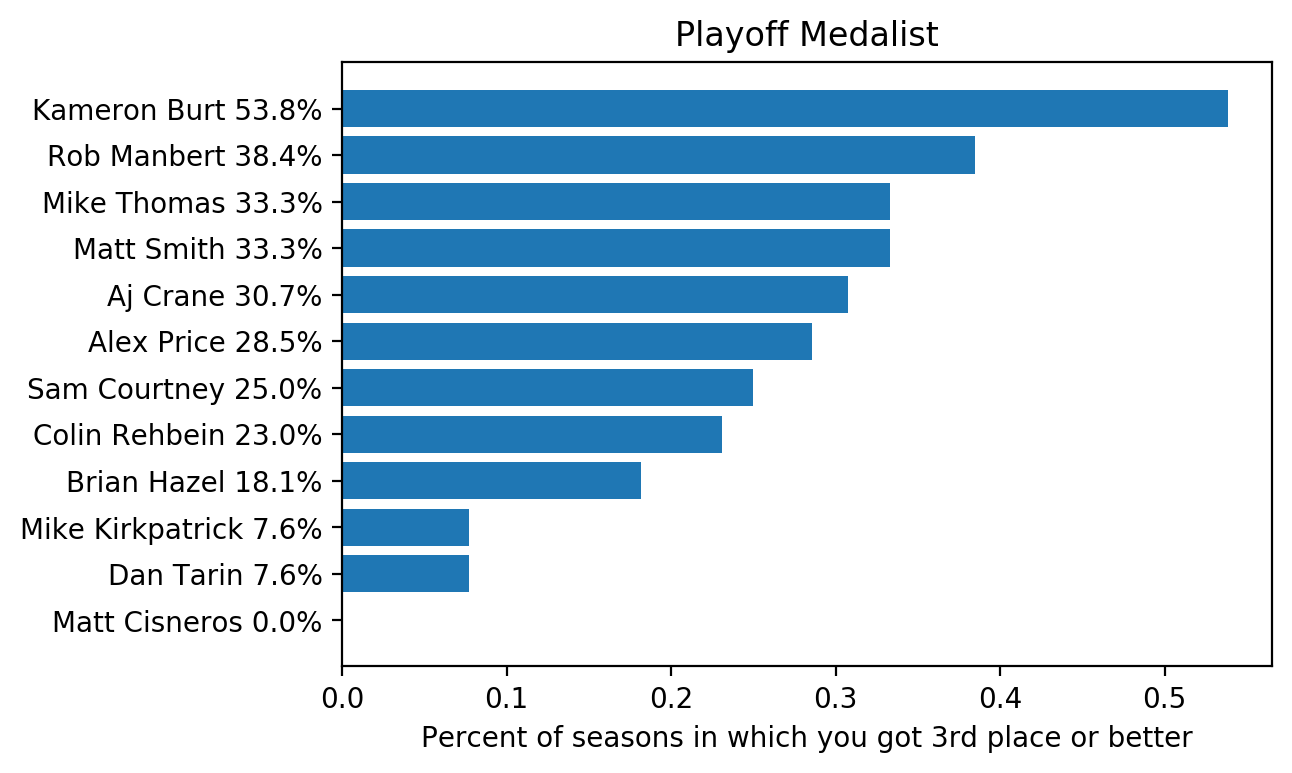 Playoff Medalist
Kameron Burt 53.8%
Rob Manbert 38.4%
Mike Thomas 33.3%
Matt Smith 33.3%
Aj Crane 30.7%
Alex Price 28.5%
Sam Courtney 25.0%
Colin Rehbein 23.0%
Brian Hazel 18.1%
Mike Kirkpatrick 7.6%
Dan Tarin 7.6%
Matt Cisneros 0.0%
0.0 0.1 0.2 0.3 0.4 0.5
Percent of seasons in which you got 3rd place or better